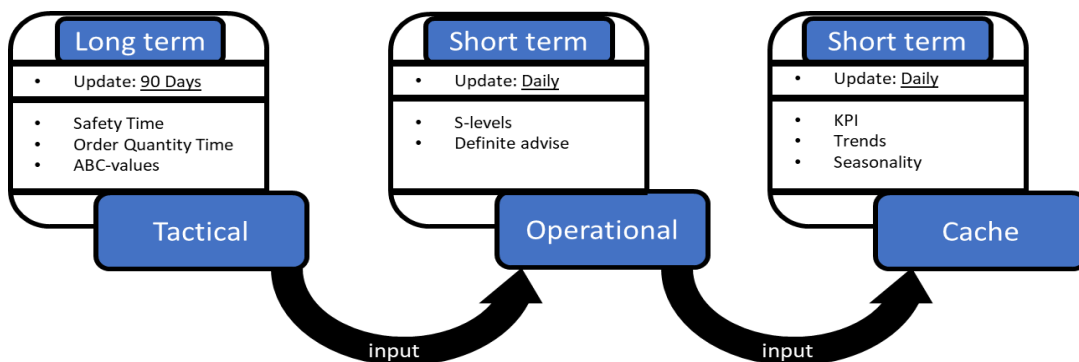 Long term
• Update: 90 Days
• Safety Time
• Order Quantity Time
• ABC-values
Tactical
Short term
• Update: Daily
• S-levels
• Definite advise
Operational
Short term
• Update: Daily
• KPI
• Trends
• Seasonality
Cache
input
input